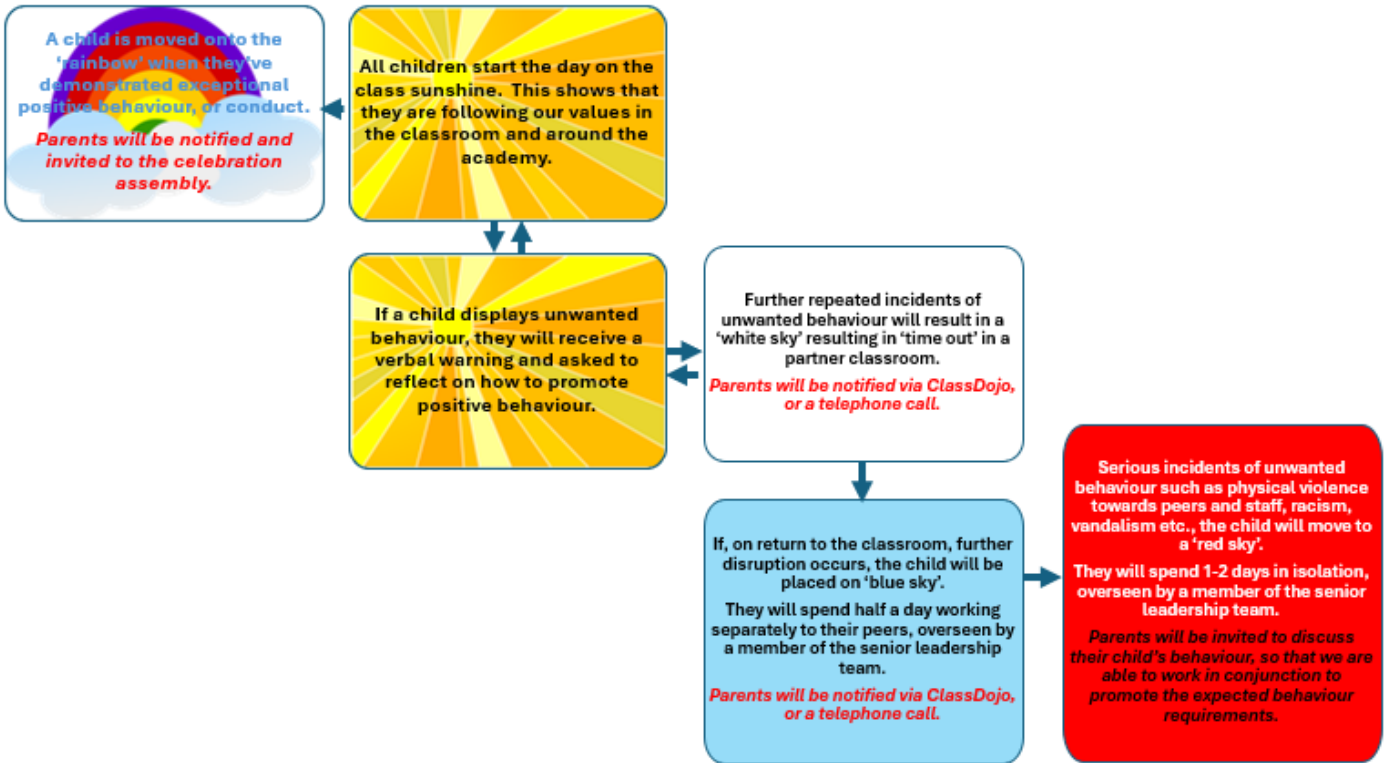 A child is moved onto the
‘rainbow’ when they’ve
demonstrated exceptional
positive behaviour, or conduct.
Parents will be notified and
invited to the celebration
assembly.
All children start the day on the
class sunshine. This shows that
they are following our values in
the classroom and around the
academy.
If a child displays unwanted
behaviour, they will receive a
verbal warning and asked to
reflect on how to promote
positive behaviour.
Further repeated incidents of
unwanted behaviour will result in a
‘white sky’ resulting in ‘time out’ in a
partner classroom.
Parents will be notified via ClassDojo,
or a telephone call.
If, on return to the classroom, further
disruption occurs, the child will be
placed on ‘blue sky’.
They will spend half a day working
separately to their peers, overseen by
a member of the senior leadership
team.
Parents will be notified via ClassDojo,
or a telephone call.
Serious incidents of unwanted
behaviour such as physical violence
towards peers and staff, racism,
vandalism etc., the child will move to
a ‘red sky’.
They will spend 1-2 days in isolation,
overseen by a member of the senior
leadership team.
Parents will be invited to discuss
their child’s behaviour, so that we are
able to work in conjunction to
promote the expected behaviour
requirements.